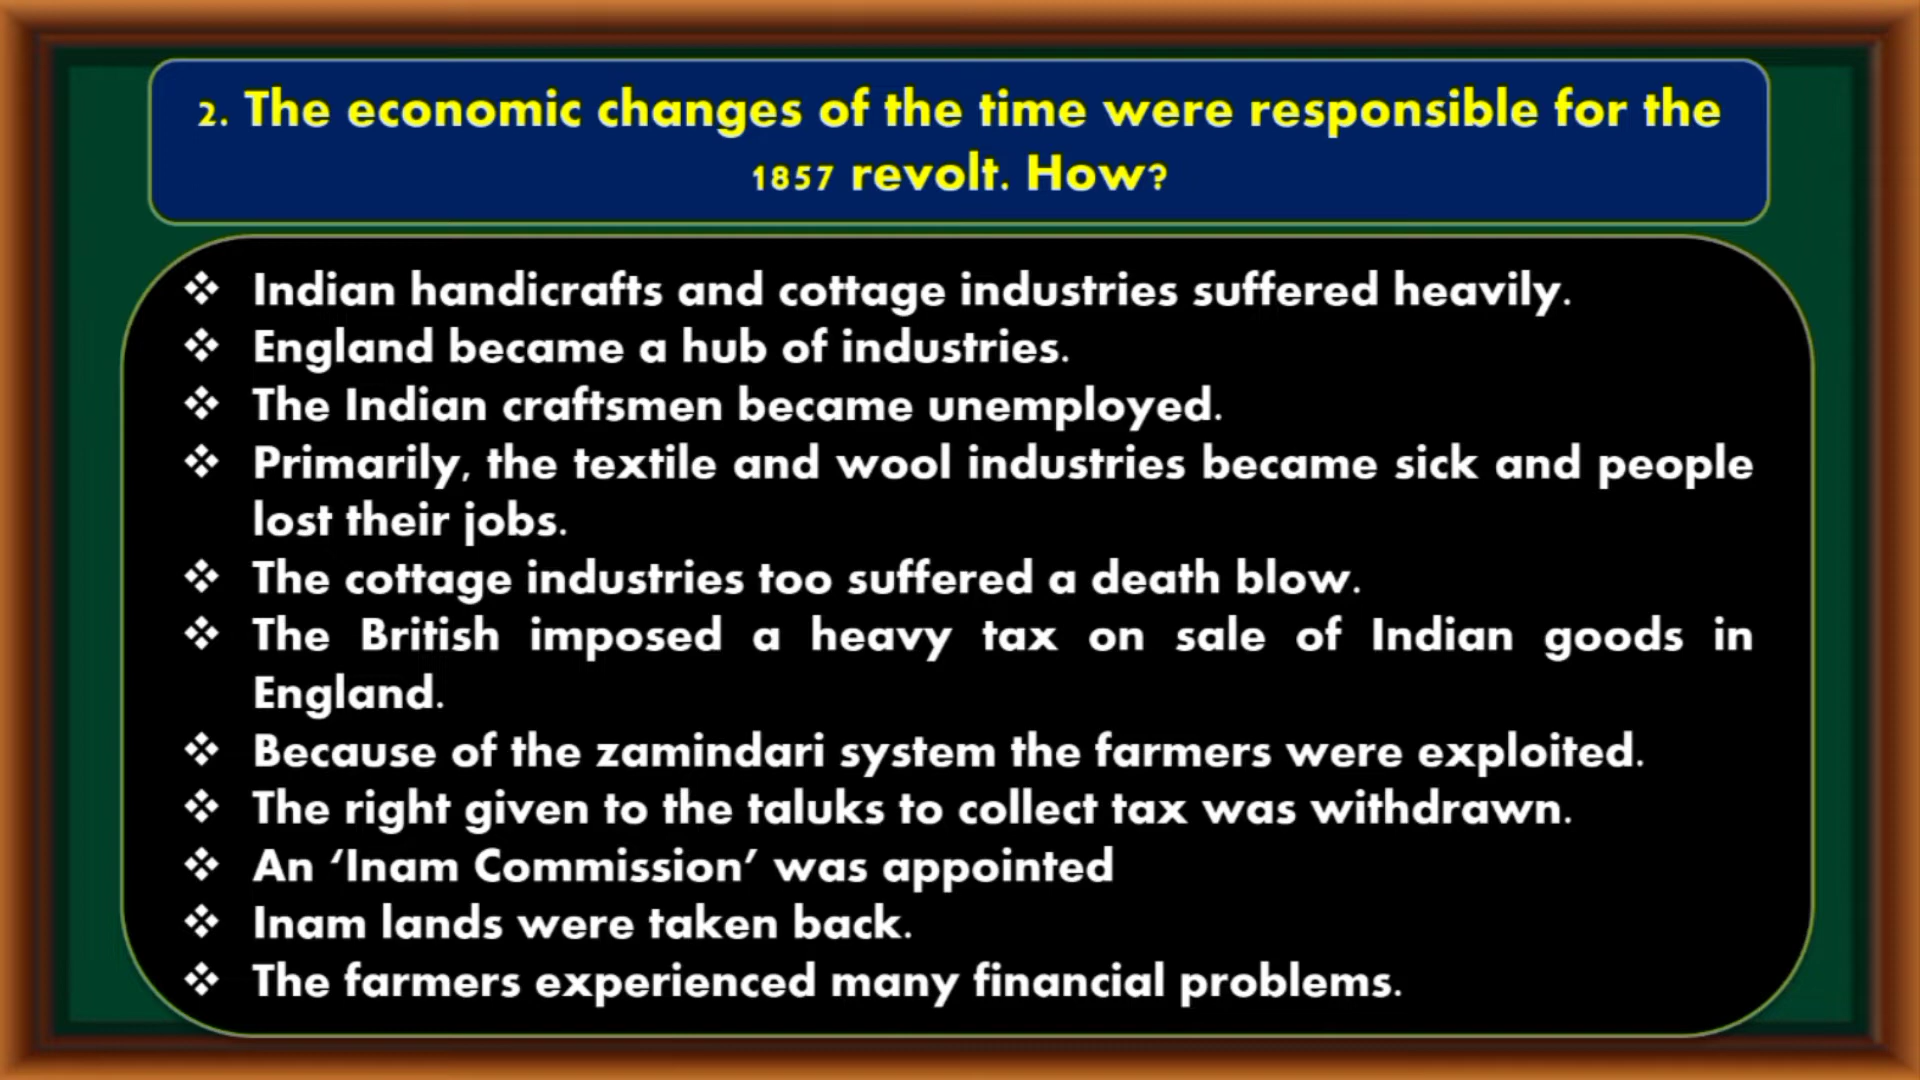 2. The economic changes of the time were responsible for the
1857 revolt. How?
❖ Indian handicrafts and cottage industries suffered heavily.
❖ England became a hub of industries.
❖ The Indian craftsmen became unemployed.
❖ Primarily, the textile and wool industries became sick and people
lost their jobs.
❖ The cottage industries too suffered a death blow.
❖ The British imposed a heavy tax on sale of Indian goods in
England.
❖ Because of the zamindari system the farmers were exploited.
❖ The right given to the taluks to collect tax was withdrawn.
❖ An ‘Inam Commission’ was appointed
❖ Inam lands were taken back.
❖ The farmers experienced many financial problems.